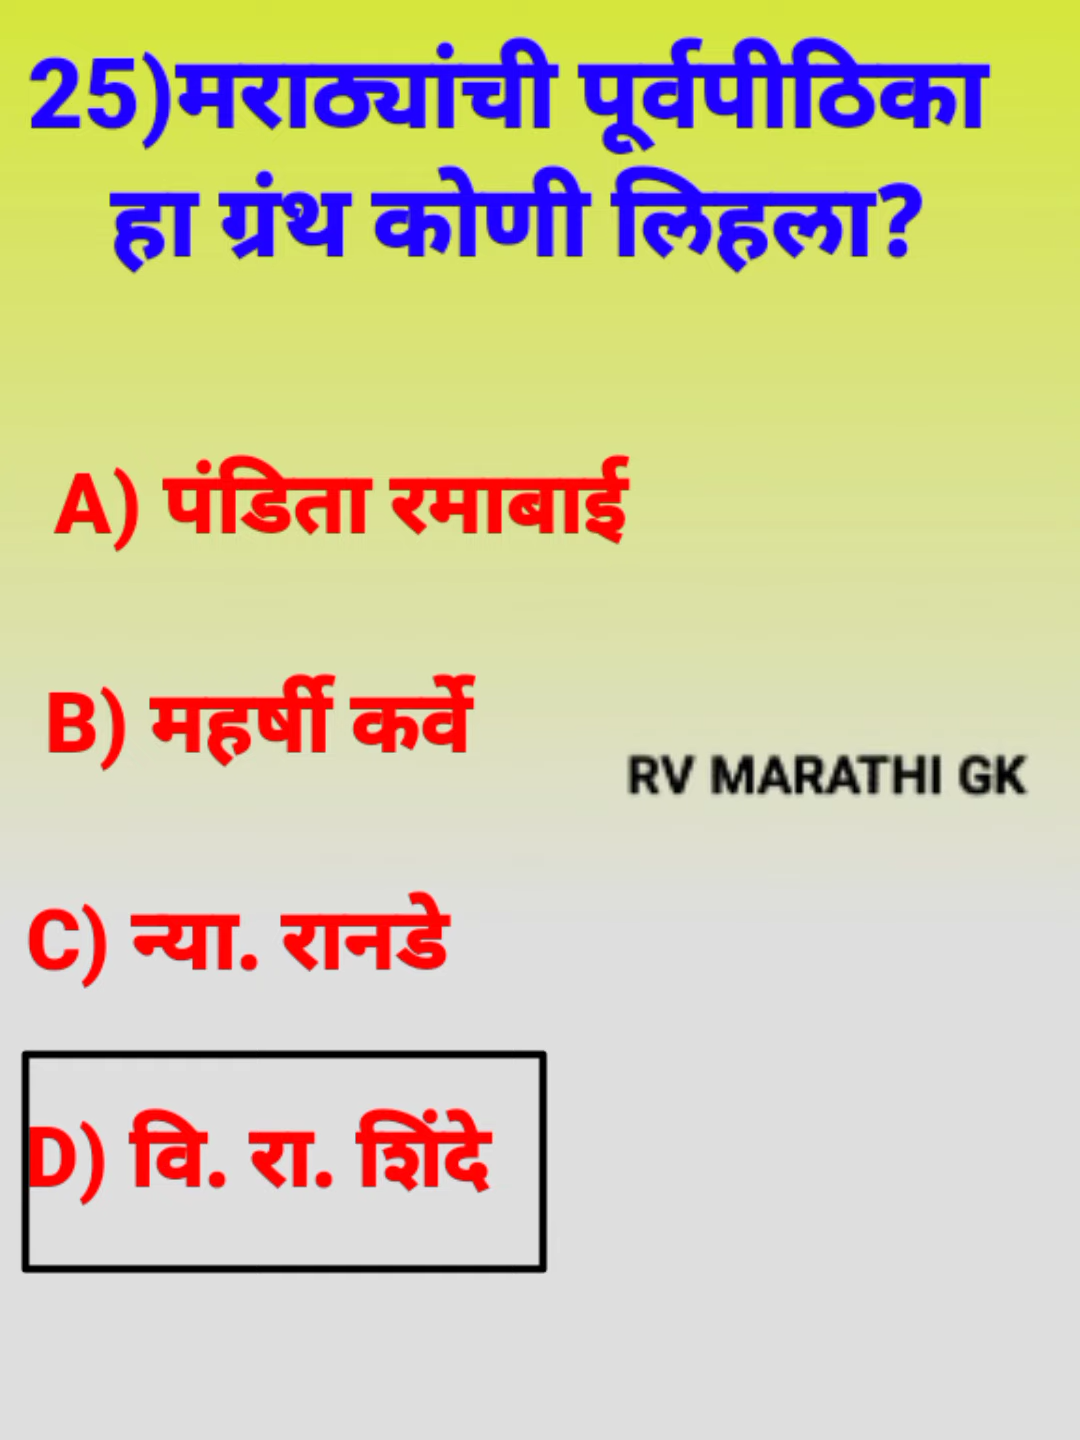 25)मराठ्यांची पूर्वपीठिका
हा ग्रंथ कोणी लिहला?
A) पंडिता रमाबाई
B) महर्षी कर्वे
RV MARATHI GK
C) न्या. रानडे
D) वि. रा. शिंदे